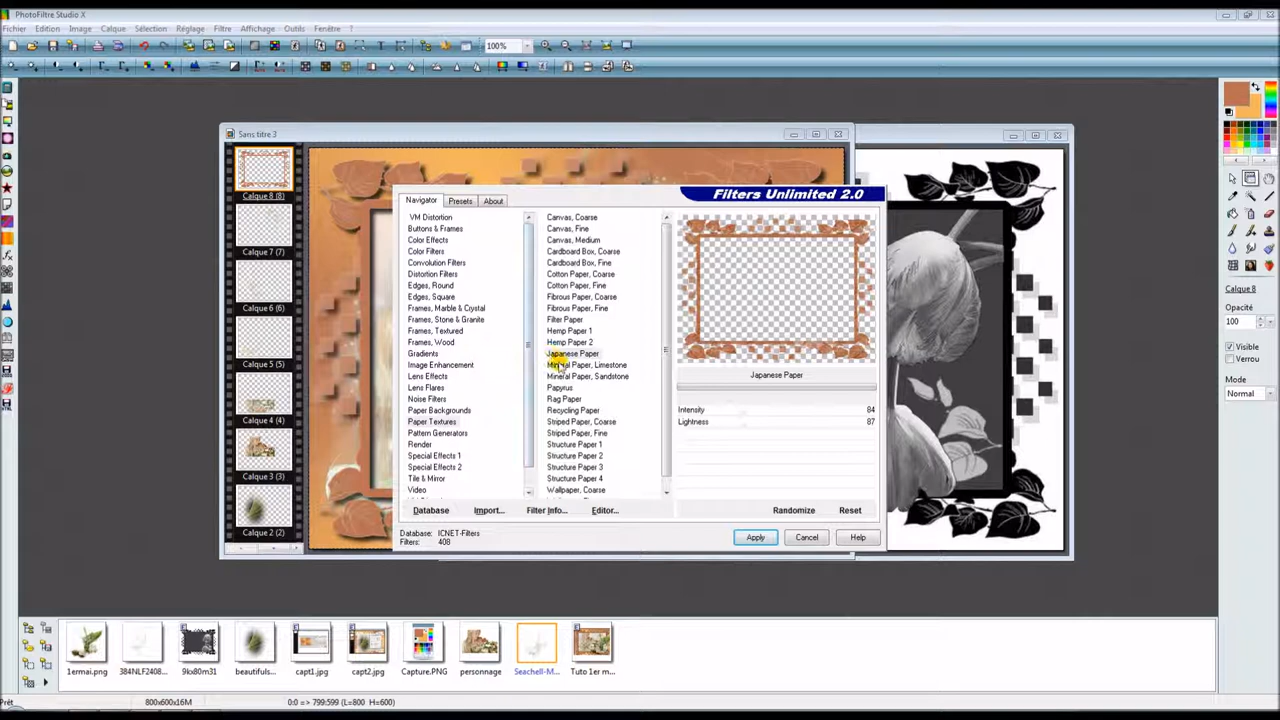 PhotoFiltre Studio X
Fichier Edition Image Calque Sélection Réglage Filtre Affichage Outils Fenêtre ?
100%
Sans titre 3
Calque 8 (8)
Calque 7 (7)
Calque 6 (6)
Calque 5 (5)
Calque 4 (4)
Calque 3 (3)
Calque 2 (2)
Filters Unlimited 2.0
Navigator Presets About
VM Distortion
Buttons & Frames
Color Effects
Color Filters
Convolution Filters
Distortion Filters
Edges, Round
Edges, Square
Frames, Marble & Crystal
Frames, Stone & Granite
Frames, Textured
Frames, Wood
Gradients
Image Enhancement
Lens Effects
Lens Flares
Noise Filters
Paper Backgrounds
Paper Textures
Pattern Generators
Render
Special Effects 1
Special Effects 2
Tile & Mirror
Video
Canvas, Coarse
Canvas, Fine
Canvas, Medium
Cardboard Box, Coarse
Cardboard Box, Fine
Cotton Paper, Coarse
Cotton Paper, Fine
Fibrous Paper, Coarse
Fibrous Paper, Fine
Filter Paper
Hemp Paper 1
Hemp Paper 2
Japanese Paper
Mineral Paper, Limestone
Mineral Paper, Sandstone
Papyrus
Rag Paper
Recycling Paper
Striped Paper, Coarse
Striped Paper, Fine
Structure Paper 1
Structure Paper 2
Structure Paper 3
Structure Paper 4
Wallpaper, Coarse
Japanese Paper
Intensity 84
Lightness 87
Database Import... Filter Info... Editor... Randomize Reset
Database: ICNET-Filters
Filters: 408
Apply Cancel Help
Calque 8
Opacité
100
Visible
Verrou
Mode
Normal
1ermai.png 384NLF2408... 9kx80m31 beautifuls... capt1.jpg capt2.jpg Capture.PNG personnage Seachell-M... Tuto 1er m...
Prêt 800x600x16M 0:0 => 799:599 (L=800 H=600)